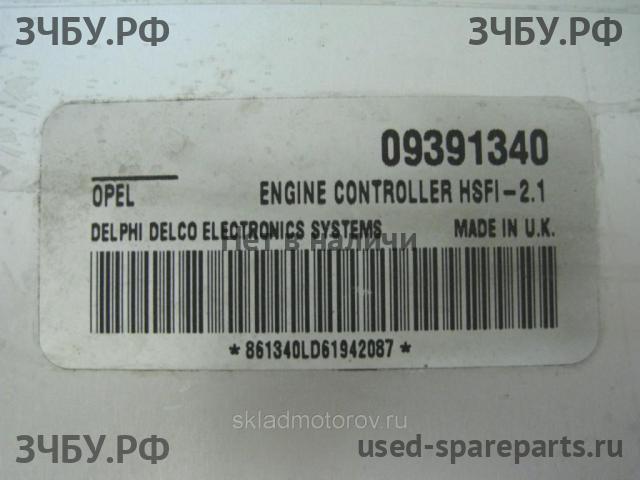 ЗЧБУ.РФ ЗЧБУ.РФ
09391340
OPEL ENGINE CONTROLLER HSFI-2.1
DELPHI DELCO ELECTRONICS SYSTEMS MADE IN U.K.
Нет в наличи
*861340LD61942087*
skladmotorov.ru
ЗЧБУ.РФ used-spareparts.ru